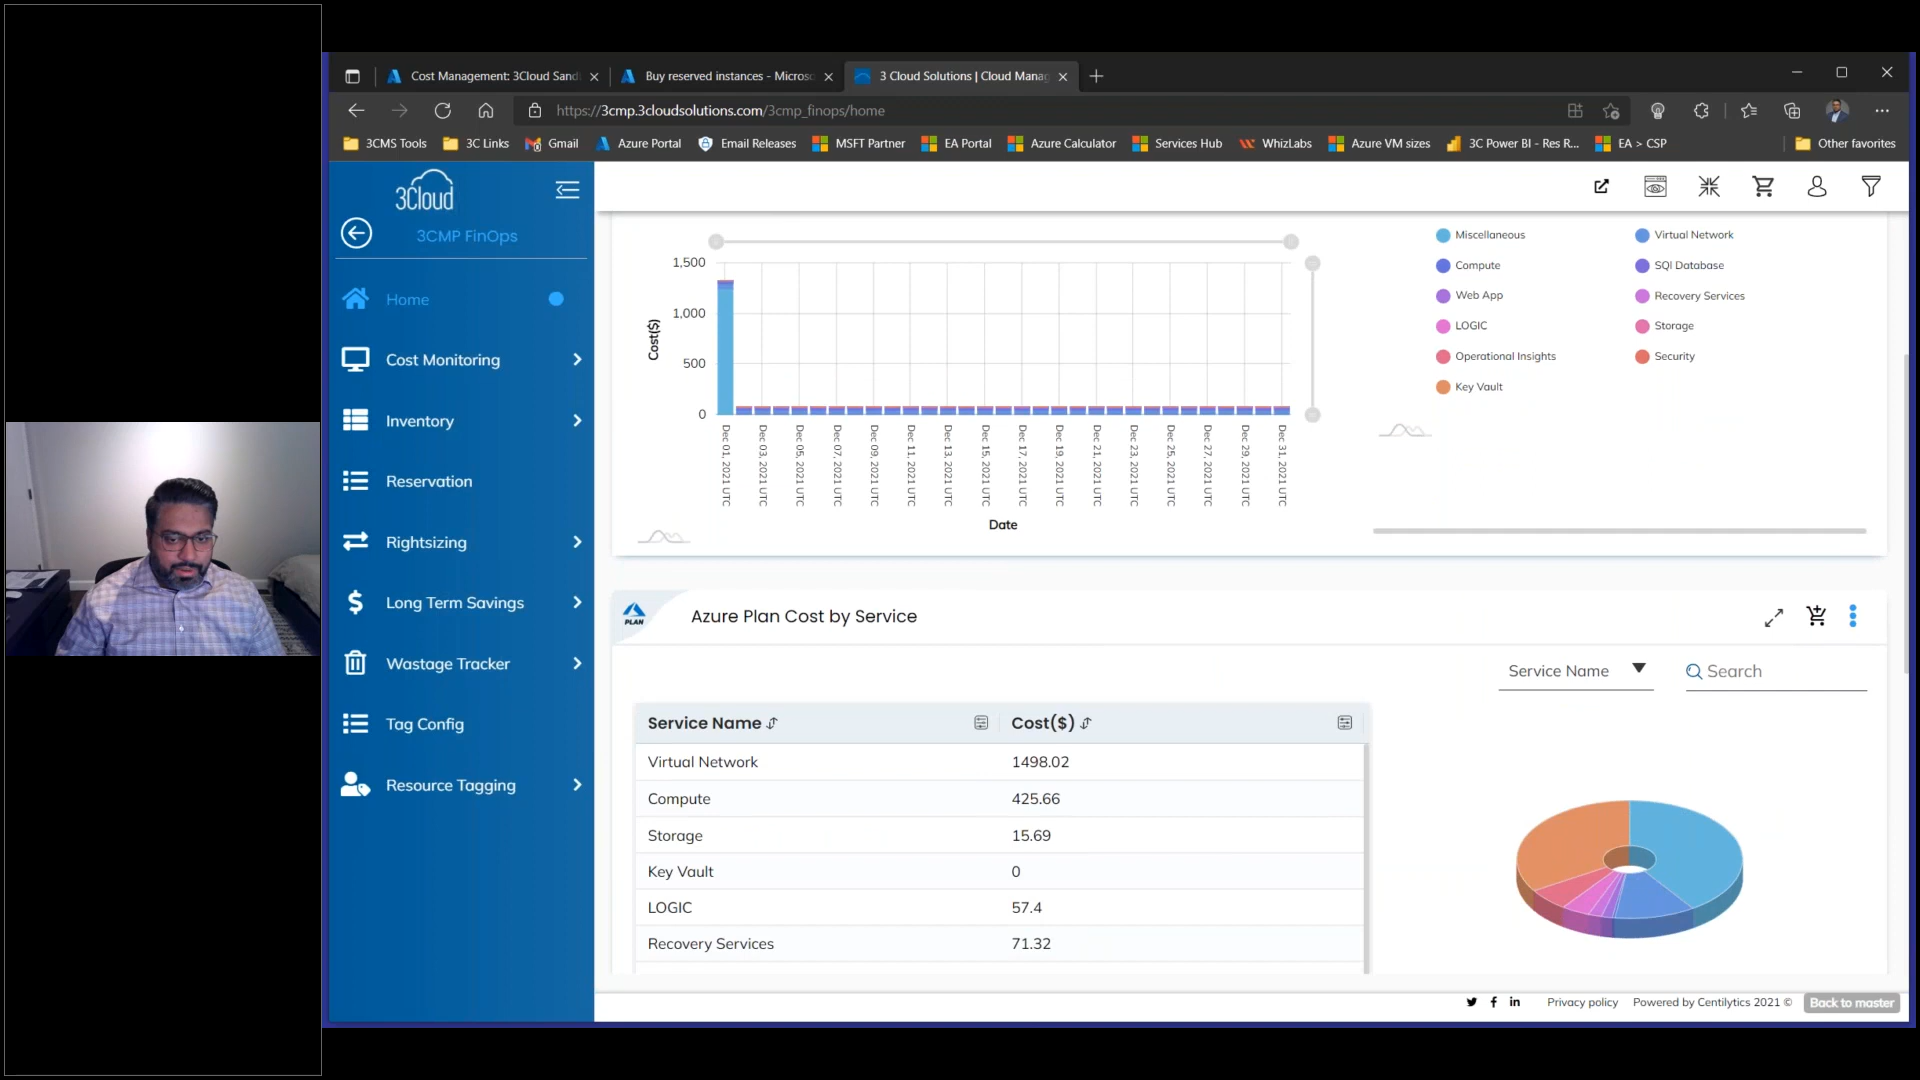 Cost Management: 3Cloud Sand
Buy reserved instances - Microso
3 Cloud Solutions | Cloud Manag
https://3cmp.3cloudsolutions.com/3cmp_finops/home
3CMS Tools
3C Links
Gmail
Azure Portal
Email Releases
MSFT Partner
EA Portal
Azure Calculator
Services Hub
WhizLabs
Azure VM sizes
3C Power BI - Res R...
EA > CSP
Other favorites
3Cloud
3CMP FinOps
Home
Cost Monitoring
Inventory
Reservation
Rightsizing
Long Term Savings
Wastage Tracker
Tag Config
Resource Tagging
Cost($)
1,500
1,000
500
0
Dec 01, 2021 UTC
Dec 03, 2021 UTC
Dec 05, 2021 UTC
Dec 07, 2021 UTC
Dec 09, 2021 UTC
Dec 11, 2021 UTC
Dec 13, 2021 UTC
Dec 15, 2021 UTC
Dec 17, 2021 UTC
Dec 19, 2021 UTC
Dec 21, 2021 UTC
Dec 23, 2021 UTC
Dec 25, 2021 UTC
Dec 27, 2021 UTC
Dec 29, 2021 UTC
Dec 31, 2021 UTC
Date
Miscellaneous
Virtual Network
Compute
SQl Database
Web App
Recovery Services
LOGIC
Storage
Operational Insights
Security
Key Vault
PLAN
Azure Plan Cost by Service
Service Name
Search
Service Name Cost($)
Virtual Network 1498.02
Compute 425.66
Storage 15.69
Key Vault 0
LOGIC 57.4
Recovery Services 71.32
Privacy policy
Powered by Centilytics 2021 ©
Back to master